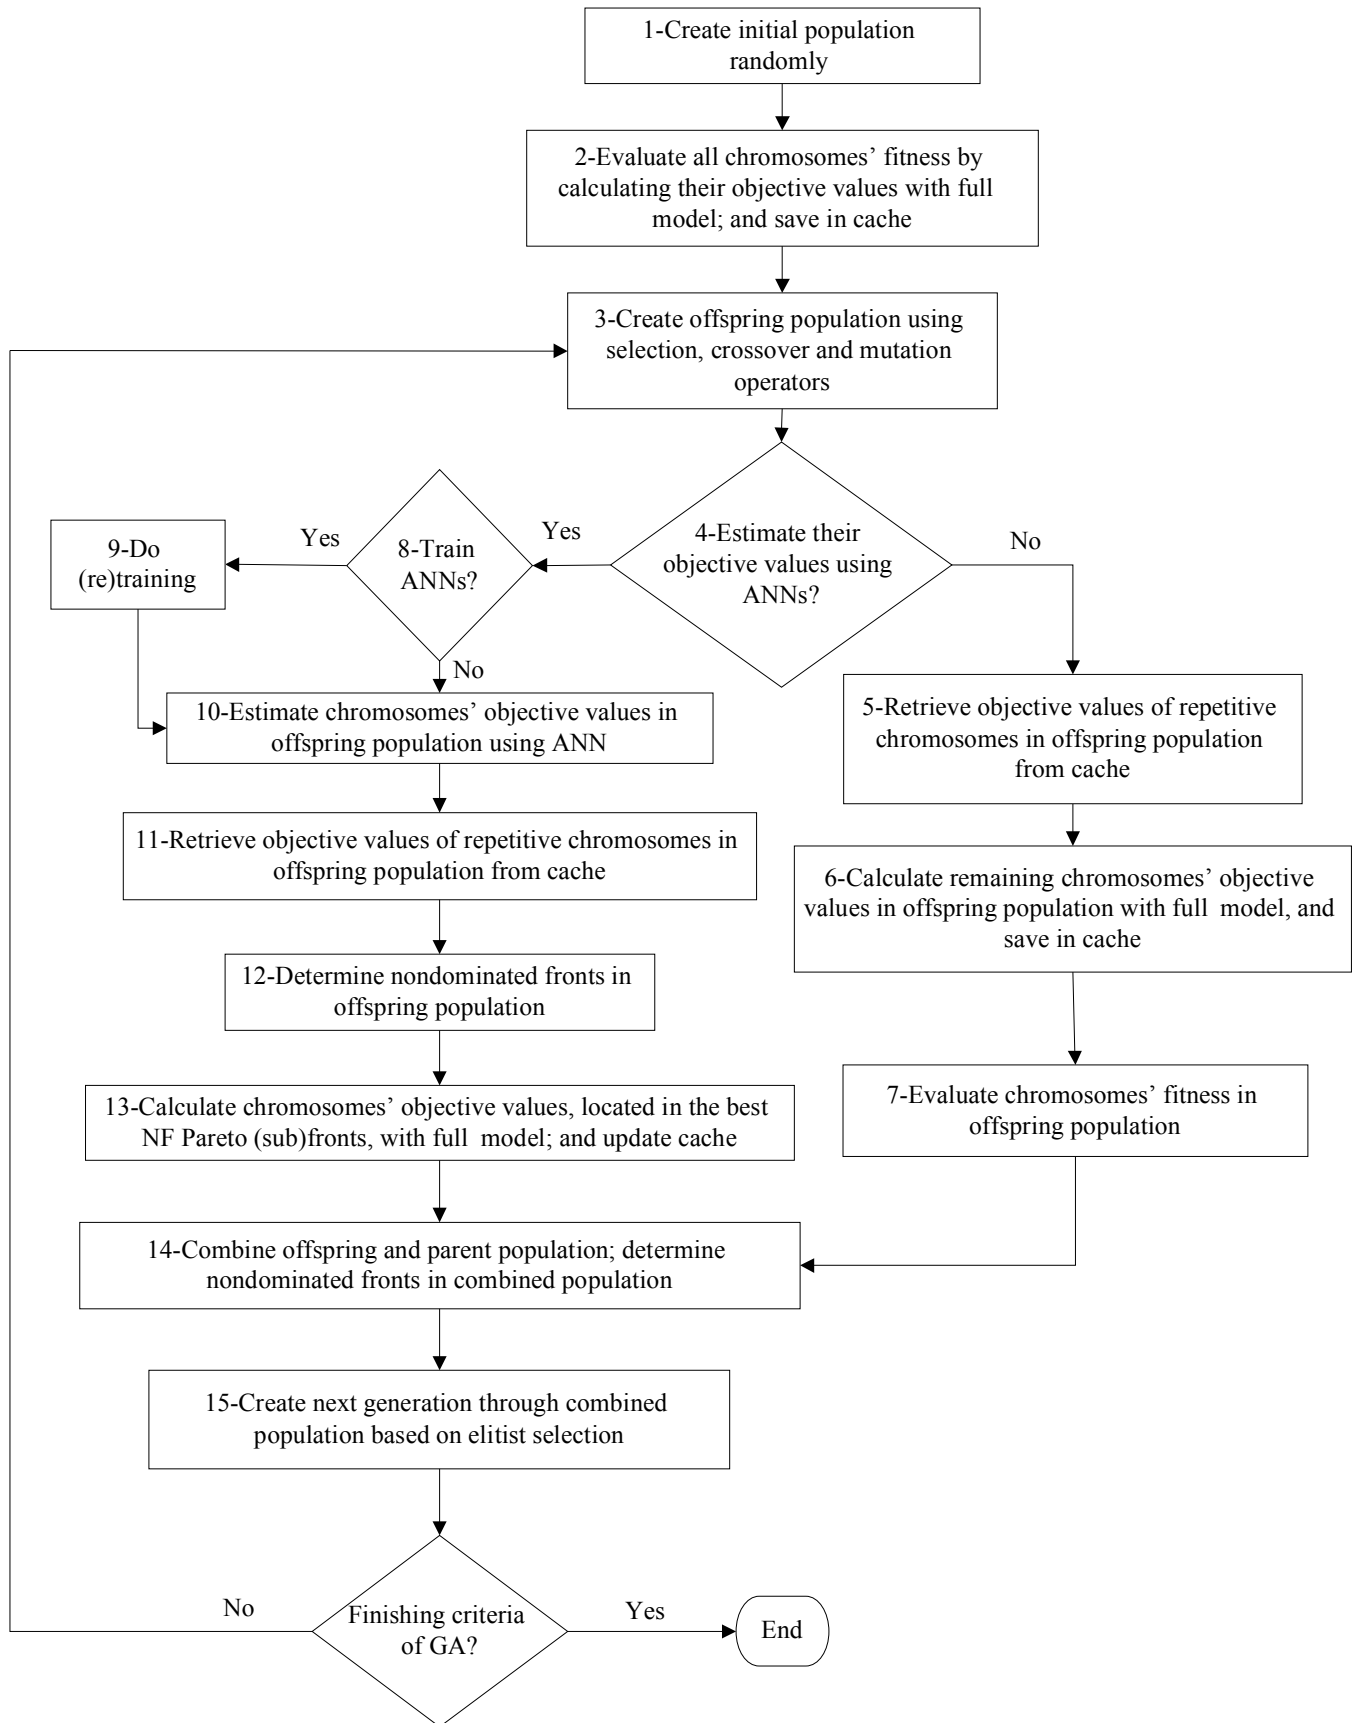 1-Create initial population
randomly
2-Evaluate all chromosomes’ fitness by
calculating their objective values with full
model; and save in cache
3-Create offspring population using
selection, crossover and mutation
operators
4-Estimate their
objective values using
ANNs?
Yes
No
8-Train
ANNs?
Yes
No
9-Do
(re)training
10-Estimate chromosomes’ objective values in
offspring population using ANN
5-Retrieve objective values of repetitive
chromosomes in offspring population
from cache
11-Retrieve objective values of repetitive chromosomes in
offspring population from cache
6-Calculate remaining chromosomes’ objective
values in offspring population with full model, and
save in cache
12-Determine nondominated fronts in
offspring population
13-Calculate chromosomes’ objective values, located in the best
NF Pareto (sub)fronts, with full model; and update cache
7-Evaluate chromosomes’ fitness in
offspring population
14-Combine offspring and parent population; determine
nondominated fronts in combined population
15-Create next generation through combined
population based on elitist selection
Finishing criteria
of GA?
No
Yes
End